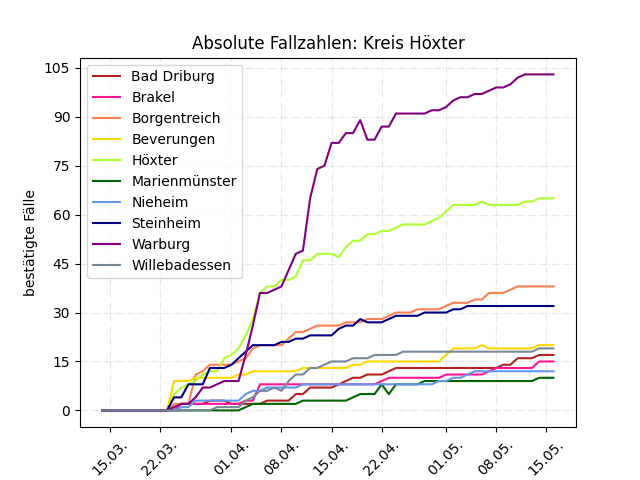 Absolute Fallzahlen: Kreis Höxter
bestätigte Fälle
105
90
75
60
45
30
15
0
Bad Driburg
Brakel
Borgentreich
Beverungen
Höxter
Marienmünster
Nieheim
Steinheim
Warburg
Willebadessen
15.03.
22.03.
01.04.
08.04.
15.04.
22.04.
01.05.
08.05.
15.05.